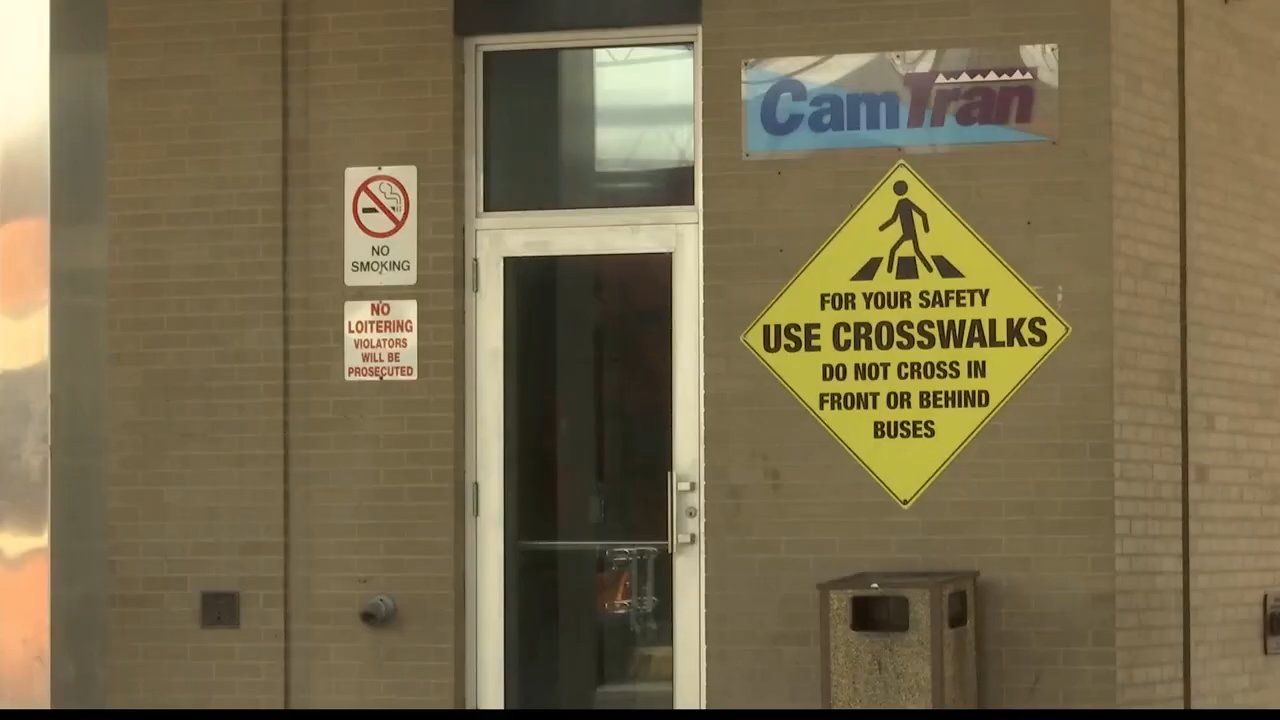 CamTran
NO
SMOKING
NO
LOITERING
VIOLATORS
WILL BE
PROSECUTED
FOR YOUR SAFETY
USE CROSSWALKS
DO NOT CROSS IN
FRONT OR BEHIND
BUSES